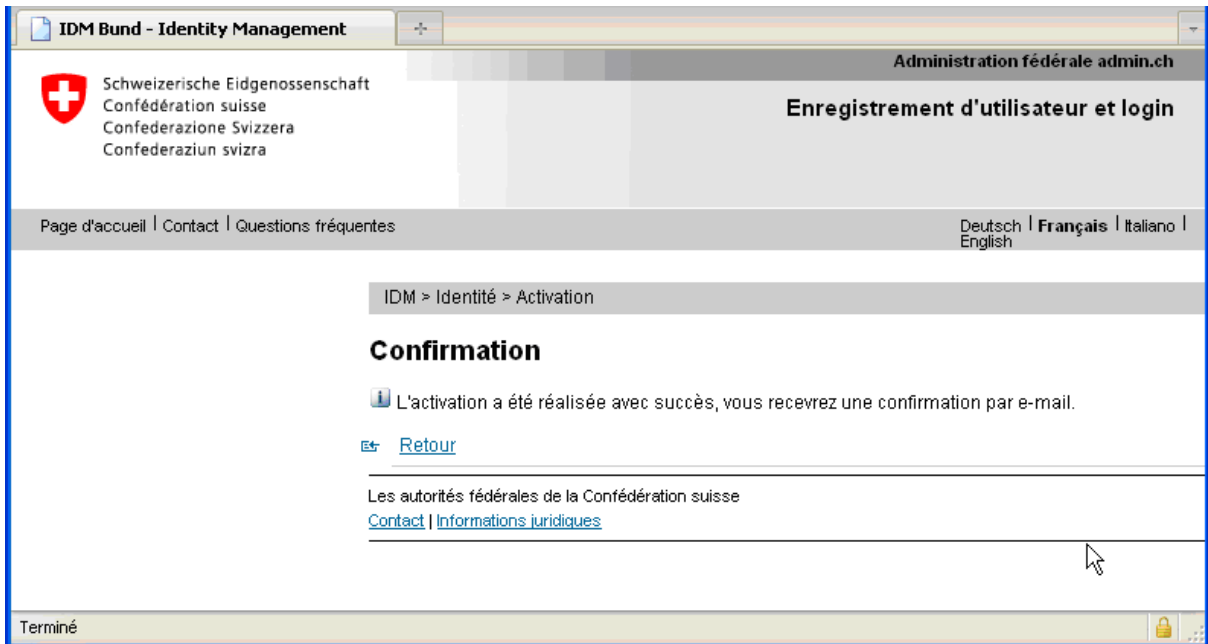 IDM Bund - Identity Management
Administration fédérale admin.ch
Schweizerische Eidgenossenschaft
Confédération suisse
Confederazione Svizzera
Confederaziun svizra
Enregistrement d'utilisateur et login
Page d'accueil | Contact | Questions fréquentes
Deutsch | Français | Italiano |
English
IDM > Identité > Activation
Confirmation
L'activation a été réalisée avec succès, vous recevrez une confirmation par e-mail.
Retour
Les autorités fédérales de la Confédération suisse
Contact | Informations juridiques
Terminé